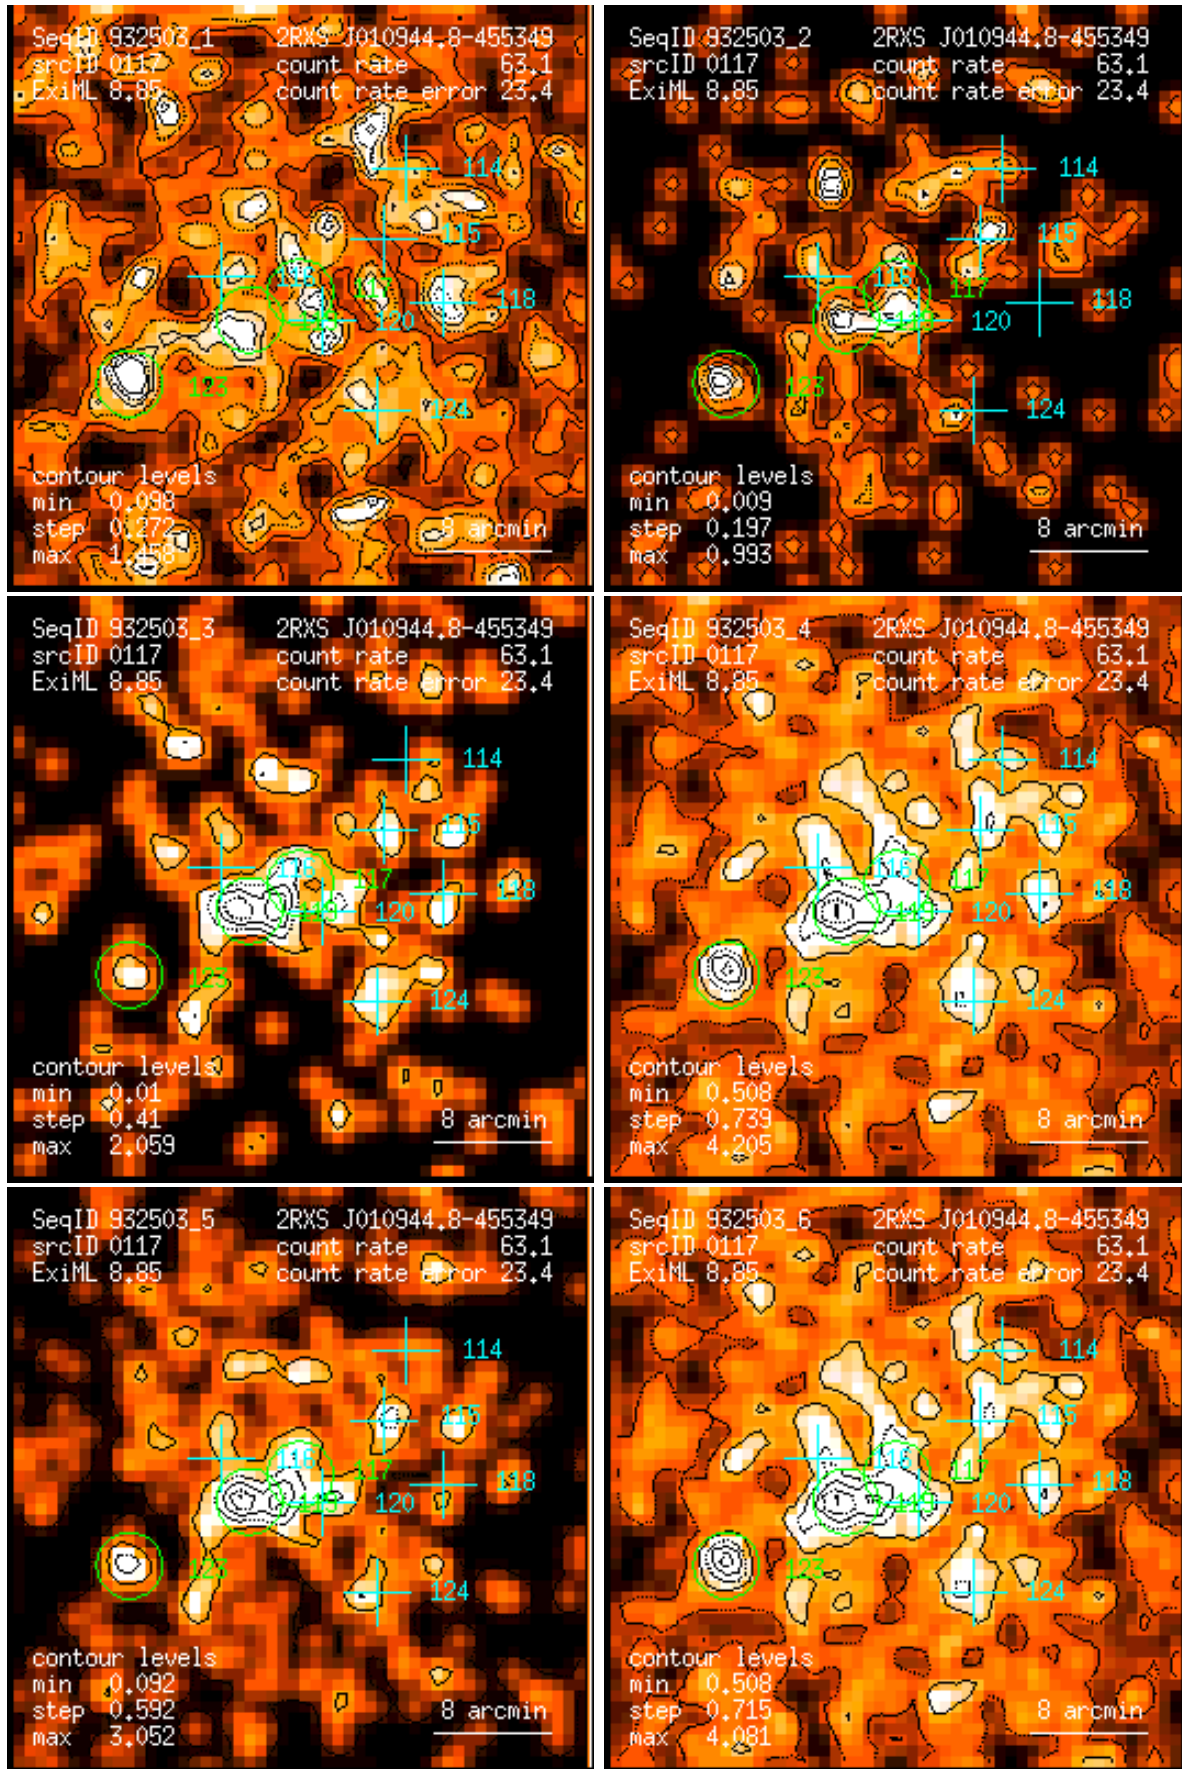 SeqID 932503_1 2RXS J010944.8-455349
srcID 0117 count rate 63.1
ExiML 8.85 count rate error 23.4
114
115
116 117
118
119 120
123
124
contour levels
min 0.098
step 0.272 8 arcmin
max 1.458
SeqID 932503_2 2RXS J010944.8-455349
srcID 0117 count rate 63.1
ExiML 8.85 count rate error 23.4
114
115
116 117
118
119 120
123
124
contour levels
min 0.009
step 0.197 8 arcmin
max 0.993
SeqID 932503_3 2RXS J010944.8-455349
srcID 0117 count rate 63.1
ExiML 8.85 count rate error 23.4
114
115
116 117
118
119 120
123
124
contour levels
min 0.01
step 0.41 8 arcmin
max 2.059
SeqID 932503_4 2RXS J010944.8-455349
srcID 0117 count rate 63.1
ExiML 8.85 count rate error 23.4
114
115
116 117
118
119 120
123
124
contour levels
min 0.508
step 0.739 8 arcmin
max 4.205
SeqID 932503_5 2RXS J010944.8-455349
srcID 0117 count rate 63.1
ExiML 8.85 count rate error 23.4
114
115
116 117
118
119 120
123
124
contour levels
min 0.092
step 0.592 8 arcmin
max 3.052
SeqID 932503_6 2RXS J010944.8-455349
srcID 0117 count rate 63.1
ExiML 8.85 count rate error 23.4
114
115
116 117
118
119 120
123
124
contour levels
min 0.508
step 0.715 8 arcmin
max 4.081